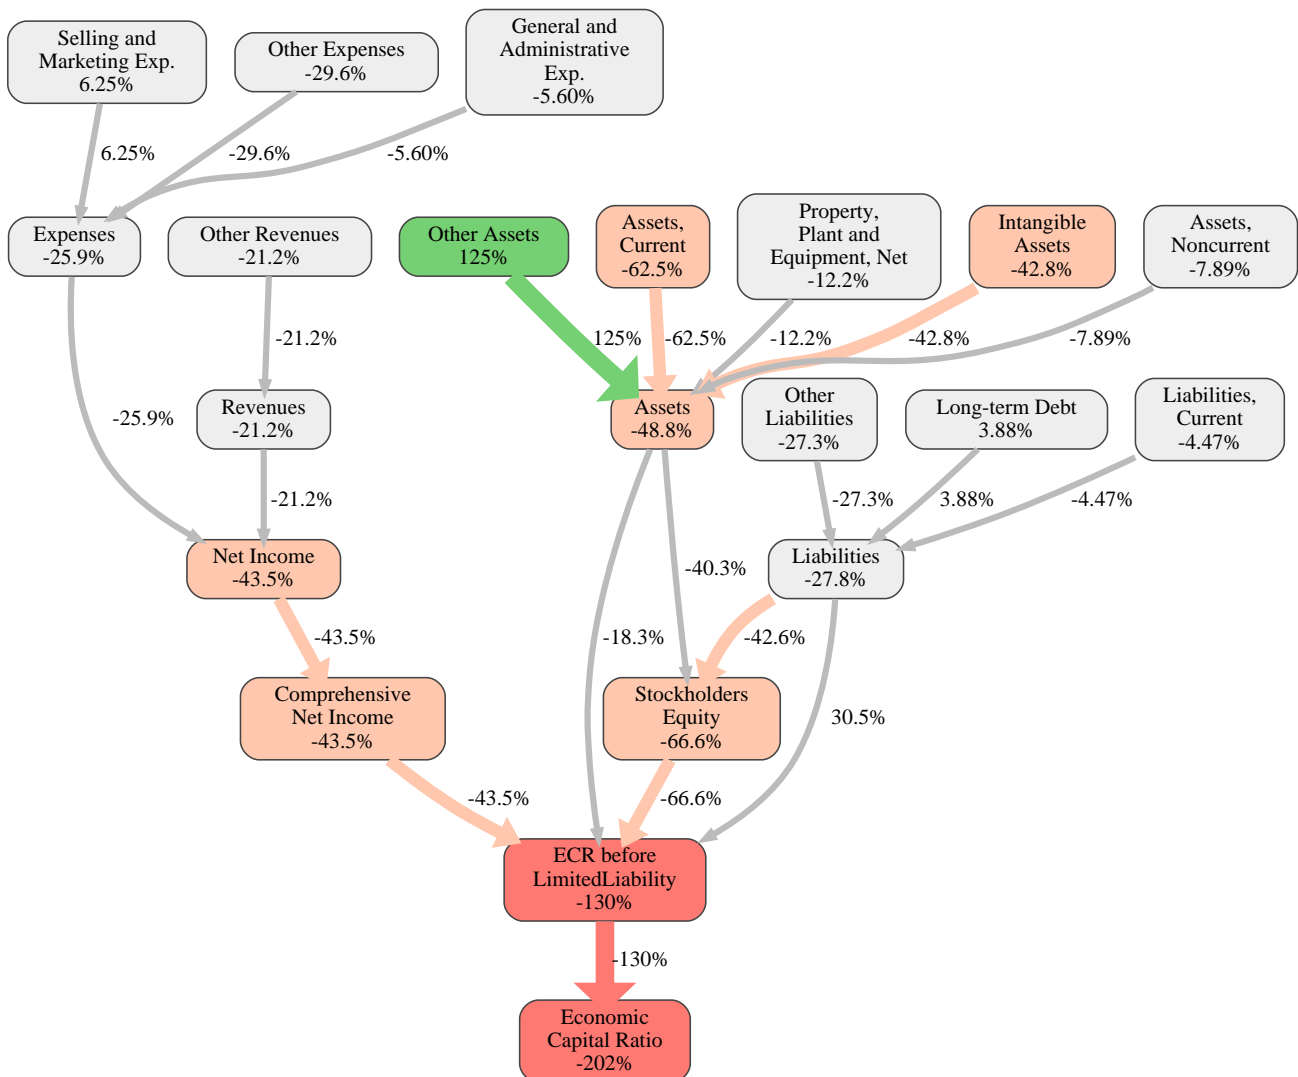 Selling and
Marketing Exp.
6.25%
Other Expenses
-29.6%
General and
Administrative
Exp.
-5.60%
6.25%
-29.6%
-5.60%
Expenses
-25.9%
Other Revenues
-21.2%
Other Assets
125%
Assets,
Current
-62.5%
Property,
Plant and
Equipment, Net
-12.2%
Intangible
Assets
-42.8%
Assets,
Noncurrent
-7.89%
-21.2%
125%
-62.5%
-12.2%
-42.8%
-7.89%
-25.9%
Revenues
-21.2%
Assets
-48.8%
Other
Liabilities
-27.3%
Long-term Debt
3.88%
Liabilities,
Current
-4.47%
-21.2%
-27.3%
3.88%
-4.47%
Net Income
-43.5%
-40.3%
Liabilities
-27.8%
-43.5%
-18.3%
-42.6%
Comprehensive
Net Income
-43.5%
Stockholders
Equity
-66.6%
30.5%
-43.5%
-66.6%
ECR before
LimitedLiability
-130%
-130%
Economic
Capital Ratio
-202%